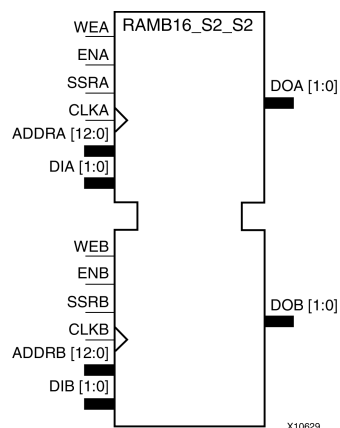 RAMB16_S2_S2
WEA
ENA
SSRA
CLKA
ADDRA [12:0]
DIA [1:0]
DOA [1:0]
WEB
ENB
SSRB
CLKB
ADDRB [12:0]
DIB [1:0]
DOB [1:0]
X10629